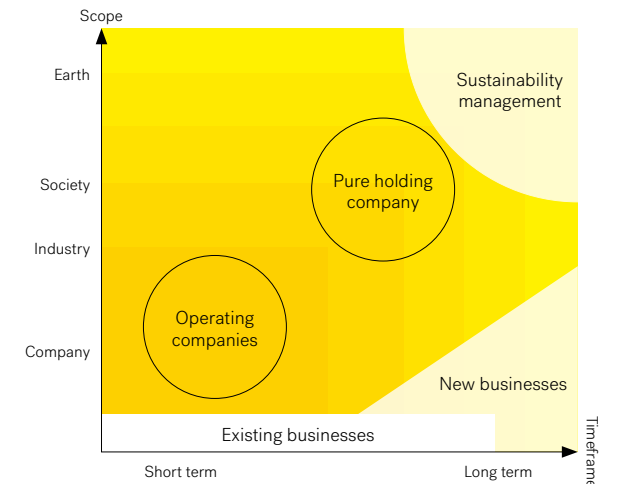 Scope
Earth
Sustainability
management
Pure holding
company
Society
Industry
Operating
companies
Company
New businesses
Existing businesses
Timeframe
Short term
Long term